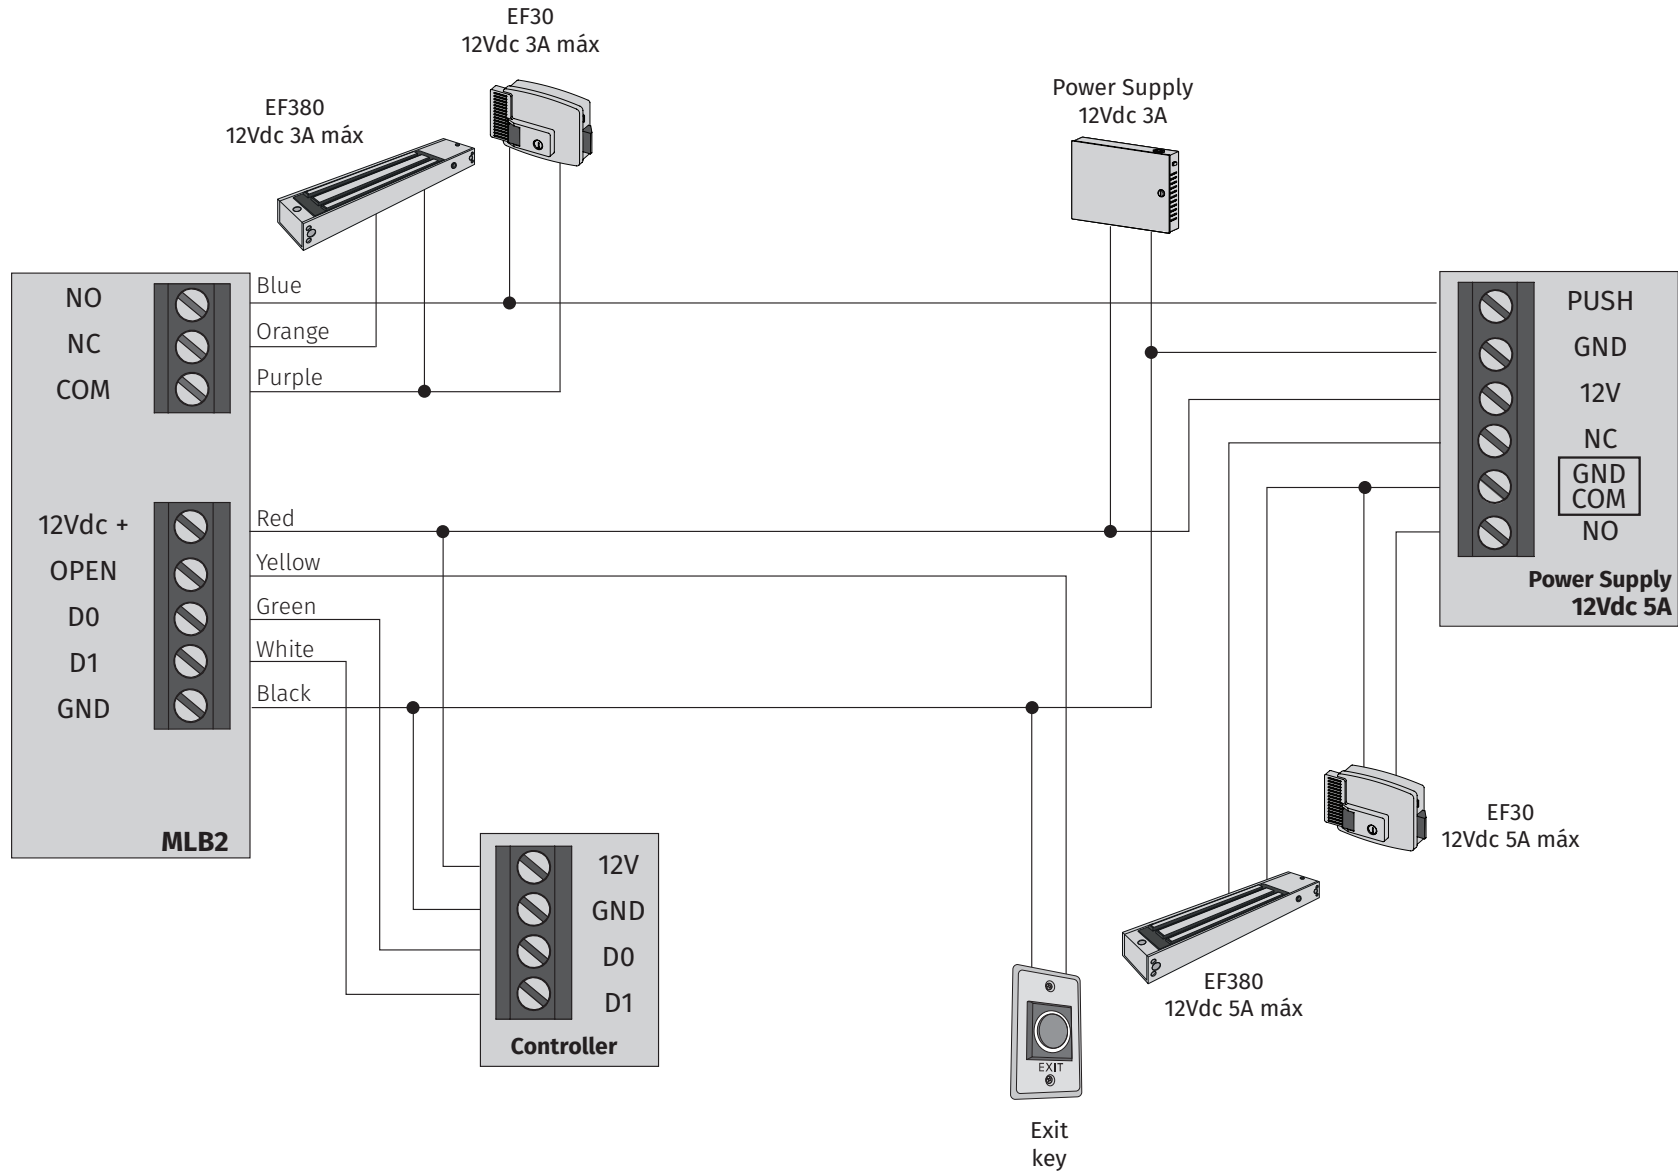 EF30
12Vdc 3A máx
EF380
12Vdc 3A máx
Power Supply
12Vdc 3A
NO
NC
COM
Blue
Orange
Purple
12Vdc +
OPEN
D0
D1
GND
Red
Yellow
Green
White
Black
MLB2
PUSH
GND
12V
NC
GND
COM
NO
Power Supply
12Vdc 5A
12V
GND
D0
D1
Controller
EF30
12Vdc 5A máx
EF380
12Vdc 5A máx
EXIT
Exit
key